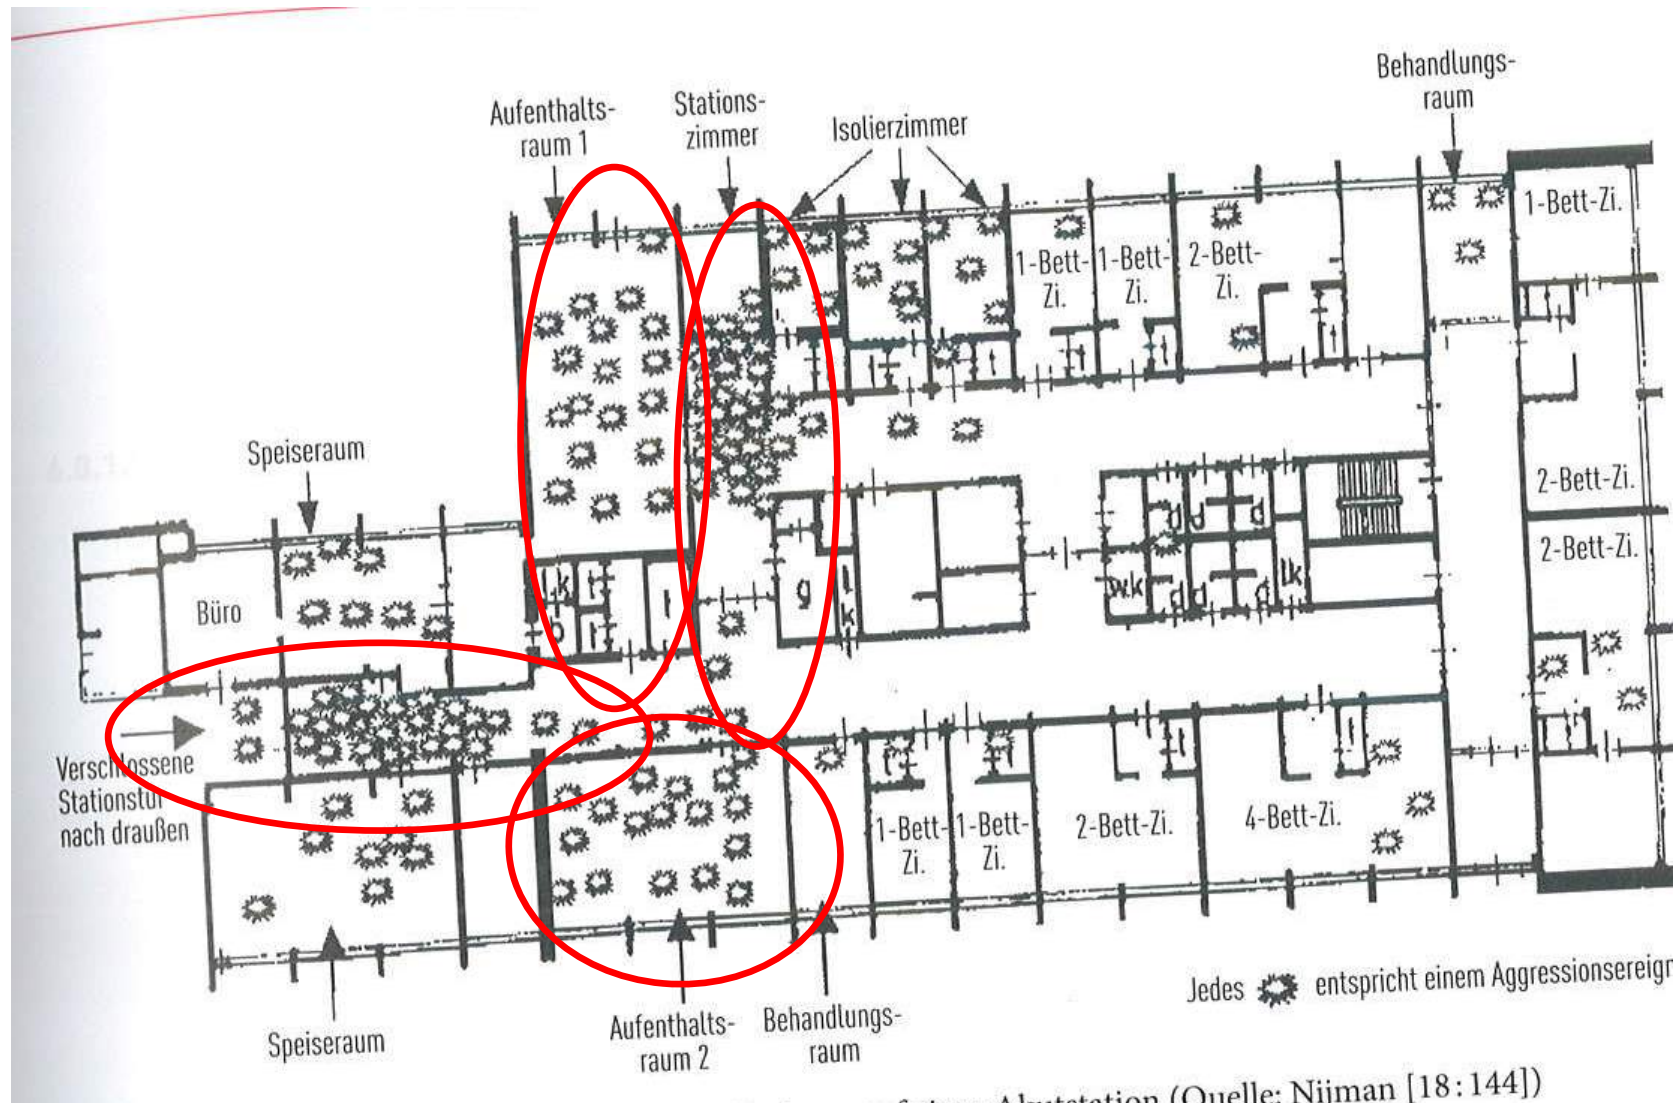 Behandlungs-
raum
Aufenthalts-
raum 1
Stations-
zimmer
Isolierzimmer
1-Bett-Zi.
1-Bett-
Zi.
1-Bett-
Zi.
2-Bett-
Zi.
Speiseraum
2-Bett-Zi.
2-Bett-Zi.
Büro
g
wk
lk
Verschlossene
Stationstür
nach draußen
1-Bett-
Zi.
1-Bett-
Zi.
2-Bett-Zi.
4-Bett-Zi.
Speiseraum
Aufenthalts-
raum 2
Behandlungs-
raum
Jedes entspricht einem Aggressionsereign
Akutstation (Quelle: Nijman [18:144])